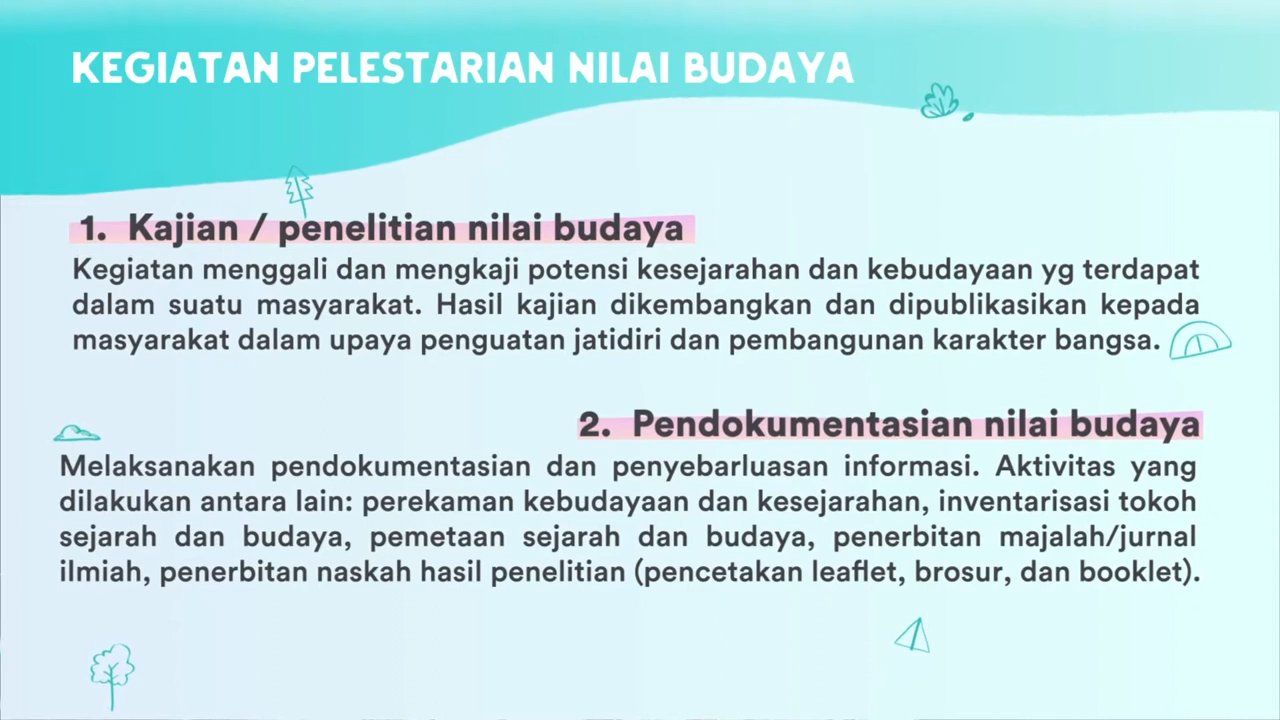 KEGIATAN PELESTARIAN NILAI BUDAYA
1. Kajian / penelitian nilai budaya
Kegiatan menggali dan mengkaji potensi kesejarahan dan kebudayaan yg terdapat
dalam suatu masyarakat. Hasil kajian dikembangkan dan dipublikasikan kepada
masyarakat dalam upaya penguatan jatidiri dan pembangunan karakter bangsa.
2. Pendokumentasian nilai budaya
Melaksanakan pendokumentasian dan penyebarluasan informasi. Aktivitas yang
dilakukan antara lain: perekaman kebudayaan dan kesejarahan, inventarisasi tokoh
sejarah dan budaya, pemetaan sejarah dan budaya, penerbitan majalah/jurnal
ilmiah, penerbitan naskah hasil penelitian (pencetakan leaflet, brosur, dan booklet).